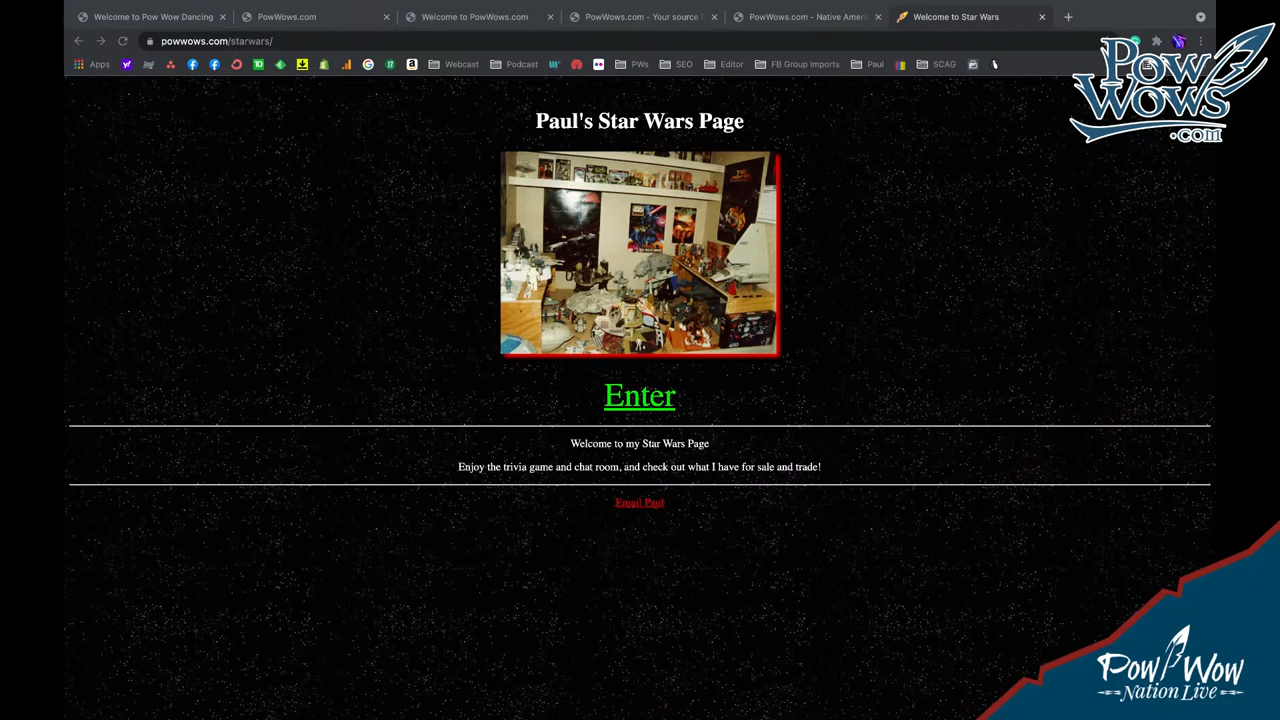 Welcome to Pow Wow Dancing
PowWows.com
Welcome to PowWows.com
PowWows.com - Your source f
PowWows.com - Native Ameri
Welcome to Star Wars
powwows.com/starwars/
Apps
Webcast
Podcast
PWs
SEO
Editor
FB Group Imports
Paul
SCAG
Pow
Wows
.com
Paul's Star Wars Page
Enter
Welcome to my Star Wars Page
Enjoy the trivia game and chat room, and check out what I have for sale and trade!
Email Paul
Pow Wow
Nation Live